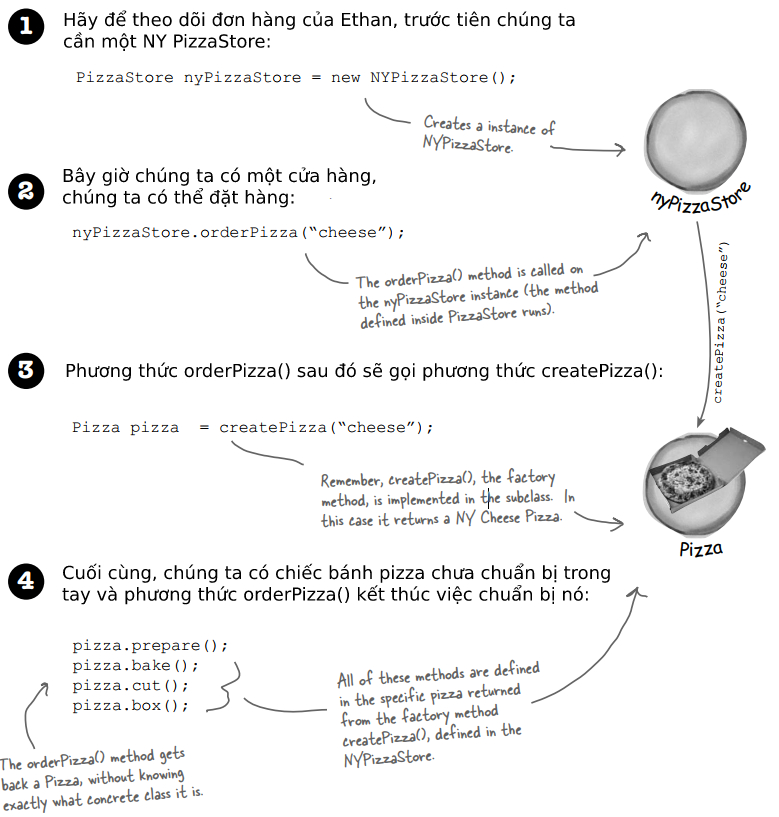 1 Hãy để theo dõi đơn hàng của Ethan, trước tiên chúng ta
cần một NY PizzaStore:
PizzaStore nyPizzaStore = new NYPizzaStore();
Creates a instance of
NYPizzaStore.
nyPizzaStore
2 Bây giờ chúng ta có một cửa hàng,
chúng ta có thể đặt hàng:
nyPizzaStore.orderPizza(“cheese”);
The orderPizza() method is called on
the nyPizzaStore instance (the method
defined inside PizzaStore runs).
createPizza(“cheese”)
3 Phương thức orderPizza() sau đó sẽ gọi phương thức createPizza():
Pizza pizza = createPizza(“cheese”);
Remember, createPizza(), the factory
method, is implemented in the subclass. In
this case it returns a NY Cheese Pizza.
Pizza
4 Cuối cùng, chúng ta có chiếc bánh pizza chưa chuẩn bị trong
tay và phương thức orderPizza() kết thúc việc chuẩn bị nó:
pizza.prepare();
pizza.bake();
pizza.cut();
pizza.box();
All of these methods are defined
in the specific pizza returned
from the factory method
createPizza(), defined in the
NYPizzaStore.
The orderPizza() method gets
back a Pizza, without knowing
exactly what concrete class it is.